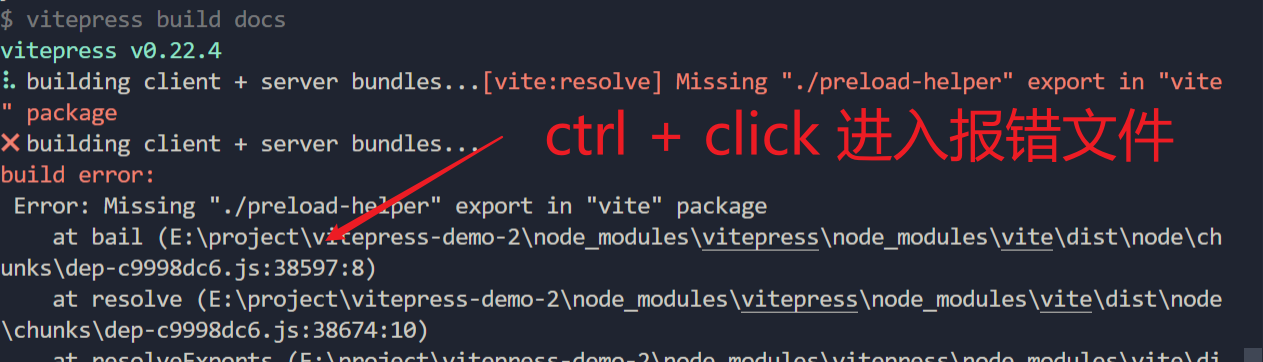 $ vitepress build docs
vitepress v0.22.4
⠧ building client + server bundles...[vite:resolve] Missing "./preload-helper" export in "vite
" package
❌ building client + server bundles...
ctrl + click 进入报错文件
build error:
Error: Missing "./preload-helper" export in "vite" package
at bail (E:\project\vitepress-demo-2\node_modules\vitepress\node_modules\vite\dist\node\ch
unks\dep-c9998dc6.js:38597:8)
at resolve (E:\project\vitepress-demo-2\node_modules\vitepress\node_modules\vite\dist\node
\chunks\dep-c9998dc6.js:38674:10)
at resolveExports (E:\project\vitepress-demo-2\node_modules\vitepress\node_modules\vite\di